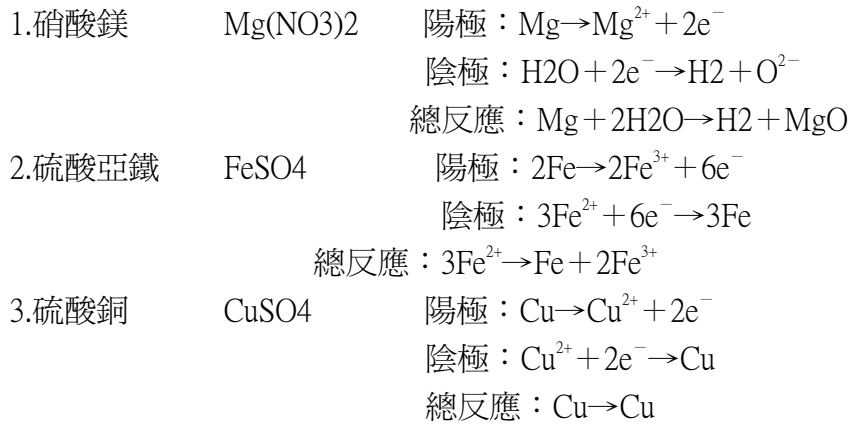 1.硝酸鎂 Mg(NO3)2 陽極：Mg→Mg²⁺＋2e⁻
陰極：H2O＋2e⁻→H2＋O²⁻
總反應：Mg＋2H2O→H2＋MgO
2.硫酸亞鐵 FeSO4 陽極：2Fe→2Fe³⁺＋6e⁻
陰極：3Fe²⁺＋6e⁻→3Fe
總反應：3Fe²⁺→Fe＋2Fe³⁺
3.硫酸銅 CuSO4 陽極：Cu→Cu²⁺＋2e⁻
陰極：Cu²⁺＋2e⁻→Cu
總反應：Cu→Cu